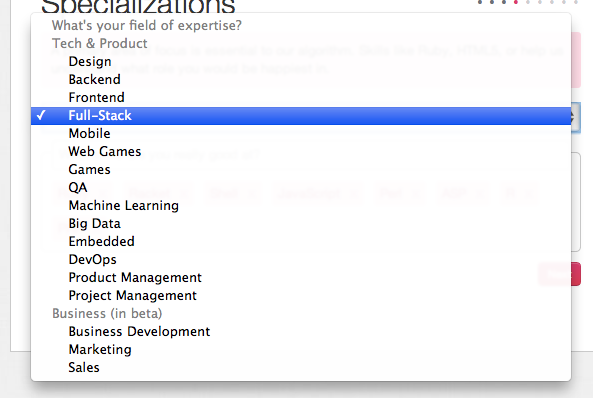 Specializations
What's your field of expertise?
Tech & Product
Design
Backend
Frontend
✓ Full-Stack
Mobile
Web Games
Games
QA
Machine Learning
Big Data
Embedded
DevOps
Product Management
Project Management
Business (in beta)
Business Development
Marketing
Sales